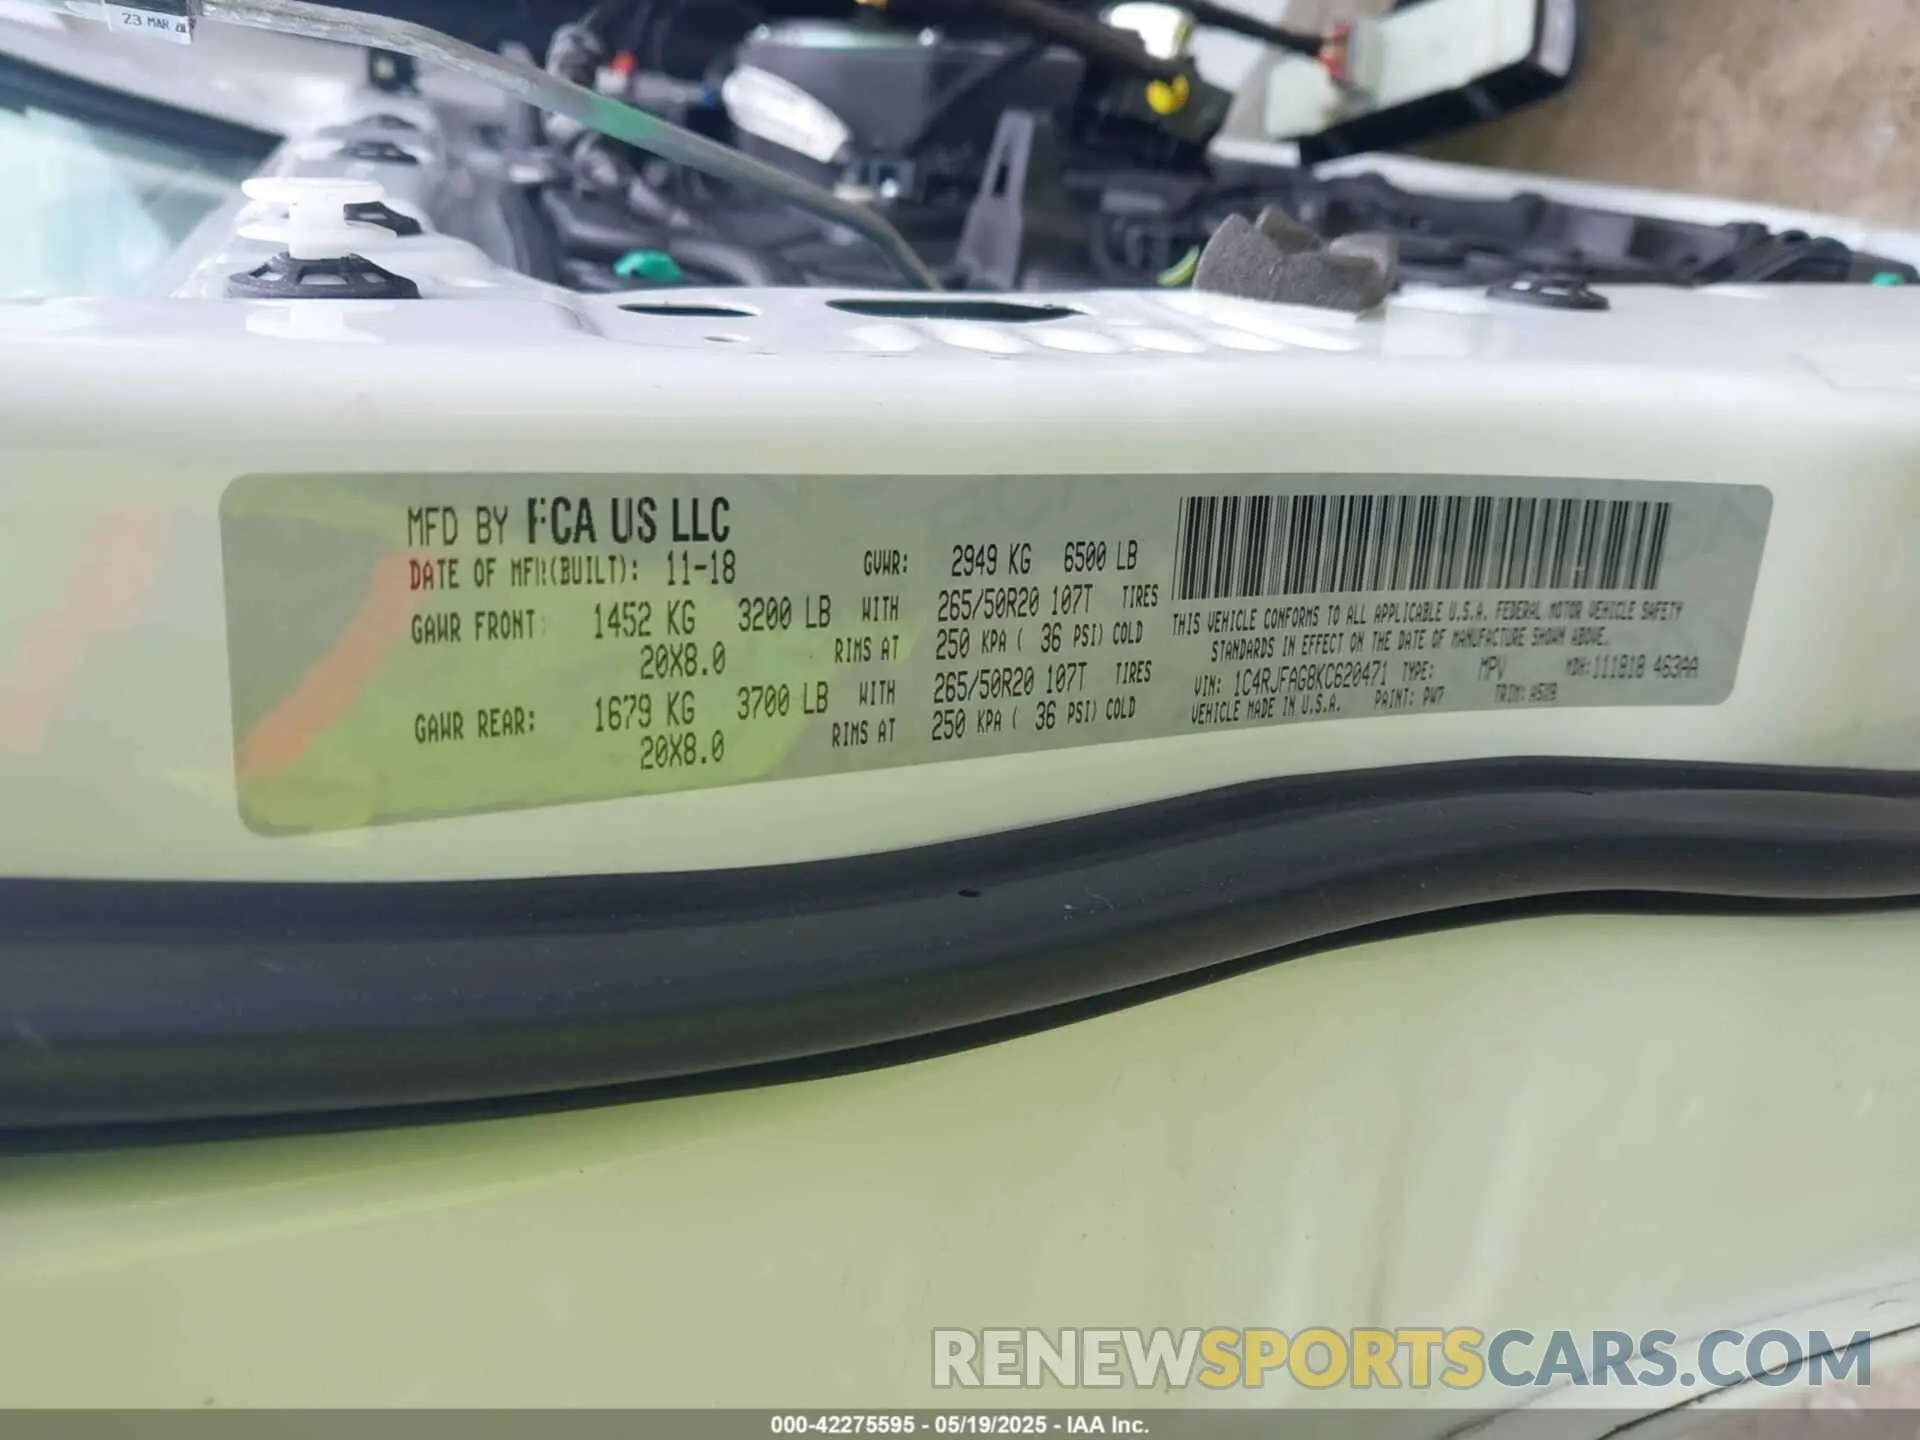 23 MAR
MFD BY FCA US LLC
DATE OF MFR(BUILT): 11-18 GVWR: 2949 KG 6500 LB
GAWR FRONT: 1452 KG 3200 LB WITH 265/50R20 107T TIRES
20X8.0 RIMS AT 250 KPA ( 36 PSI) COLD
GAWR REAR: 1679 KG 3700 LB WITH 265/50R20 107T TIRES
20X8.0 RIMS AT 250 KPA ( 36 PSI) COLD
THIS VEHICLE CONFORMS TO ALL APPLICABLE U.S.A. FEDERAL MOTOR VEHICLE SAFETY
STANDARDS IN EFFECT ON THE DATE OF MANUFACTURE SHOWN ABOVE.
VIN: 1C4RJFAG8KC620471 TYPE: MPV MDH:111818 463AA
VEHICLE MADE IN U.S.A. PAINT: PW7 TRIM:
RENEWSPORTSCARS.COM
000-42275595 - 05/19/2025 - IAA Inc.